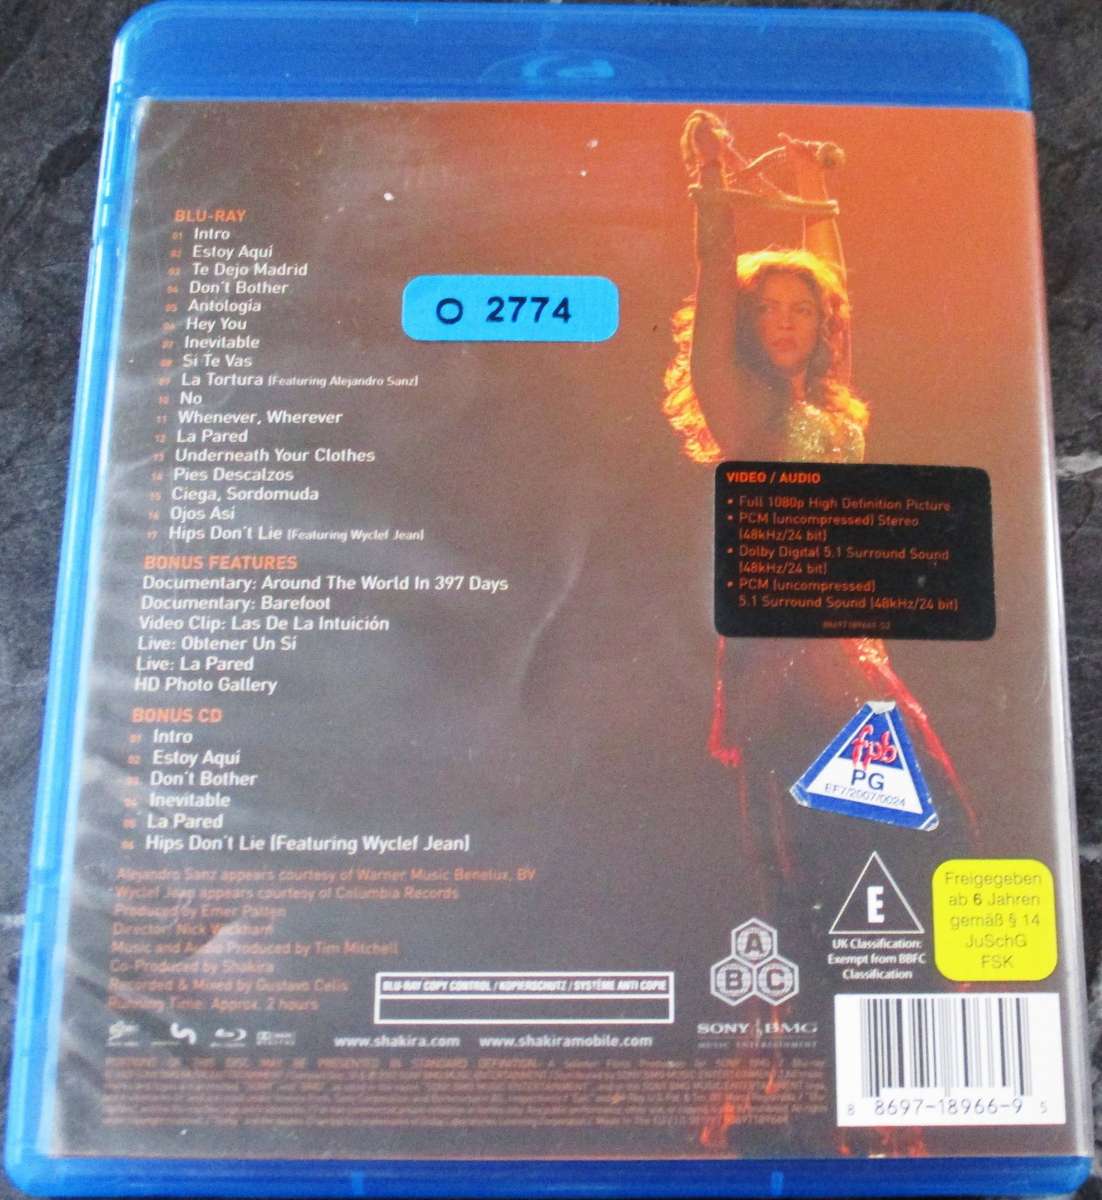 BLU-RAY
01 Intro
02 Estoy Aquí
03 Te Dejo Madrid
04 Don't Bother
05 Antología
06 Hey You
07 Inevitable
08 Si Te Vas
09 La Tortura [Featuring Alejandro Sanz]
10 No
11 Whenever, Wherever
12 La Pared
13 Underneath Your Clothes
14 Pies Descalzos
15 Ciega, Sordomuda
16 Ojos Así
17 Hips Don't Lie [Featuring Wyclef Jean]
BONUS FEATURES
Documentary: Around The World In 397 Days
Documentary: Barefoot
Video Clip: Las De La Intuición
Live: Obtener Un Sí
Live: La Pared
HD Photo Gallery
BONUS CD
01 Intro
02 Estoy Aquí
03 Don't Bother
04 Inevitable
05 La Pared
06 Hips Don't Lie [Featuring Wyclef Jean]
Alejandro Sanz appears courtesy of Warner Music Benelux, BV
Wyclef Jean appears courtesy of Columbia Records
Produced by Emer Patten
Director: Nick Wickham
Music and Audio Produced by Tim Mitchell
Co-Produced by Shakira
Recorded & Mixed by Gustavo Celis
Running Time: Approx. 2 hours
O 2774
VIDEO / AUDIO
• Full 1080p High Definition Picture
• PCM [uncompressed] Stereo
[48kHz/24 bit]
• Dolby Digital 5.1 Surround Sound
[48kHz/24 bit]
• PCM [uncompressed]
5.1 Surround Sound [48kHz/24 bit]
fpb
PG
EF7/2007/0024
E
UK Classification:
Exempt from BBFC
Classification
Freigegeben
ab 6 Jahren
gemäß § 14
JuSchG
FSK
A
B C
BLU-RAY COPY CONTROL / KOPIERSCHUTZ / SYSTÈME ANTI COPIE
SONY BMG
MUSIC ENTERTAINMENT
www.shakira.com www.shakiramobile.com
8 8697-18966-9 5